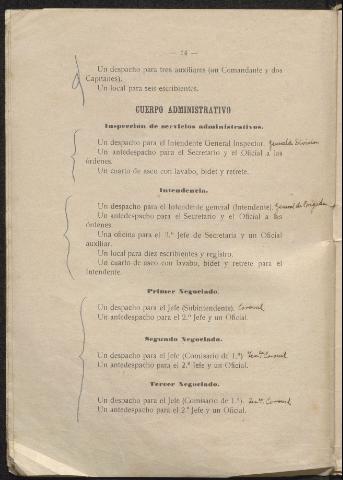 — 24 —
Un despacho para tres auxiliares (un Comandante y dos
Capitanes).
Un local para seis escribientes.
CUERPO ADMINISTRATIVO
Inspección de servicios administrativos.
Un despacho para el Intendente General Inspector. General de División
Un antedespacho para el Secretario y el Oficial a las
órdenes.
Un cuarto de aseo con lavabo, bidet y retrete.
Intendencia.
Un despacho para el Intendente general (Intendente). General de Brigada
Un antedespacho para el Secretario y el Oficial a las
órdenes.
Una oficina para el 2.º Jefe de Secretaría y un Oficial
auxiliar.
Un local para diez escribientes y registro.
Un cuarto de aseo con lavabo, bidet y retrete para el
Intendente.
Primer Negociado.
Un despacho para el Jefe (Subintendente). Coronel
Un antedespacho para el 2.º Jefe y un Oficial.
Segundo Negociado.
Un despacho para el Jefe (Comisario de 1.ª) Tente. Coronel
Un antedespacho para el 2.º Jefe y un Oficial.
Tercer Negociado.
Un despacho para el Jefe (Comisario de 1.ª). Tente. Coronel
Un antedespacho para el 2.º Jefe y un Oficial.